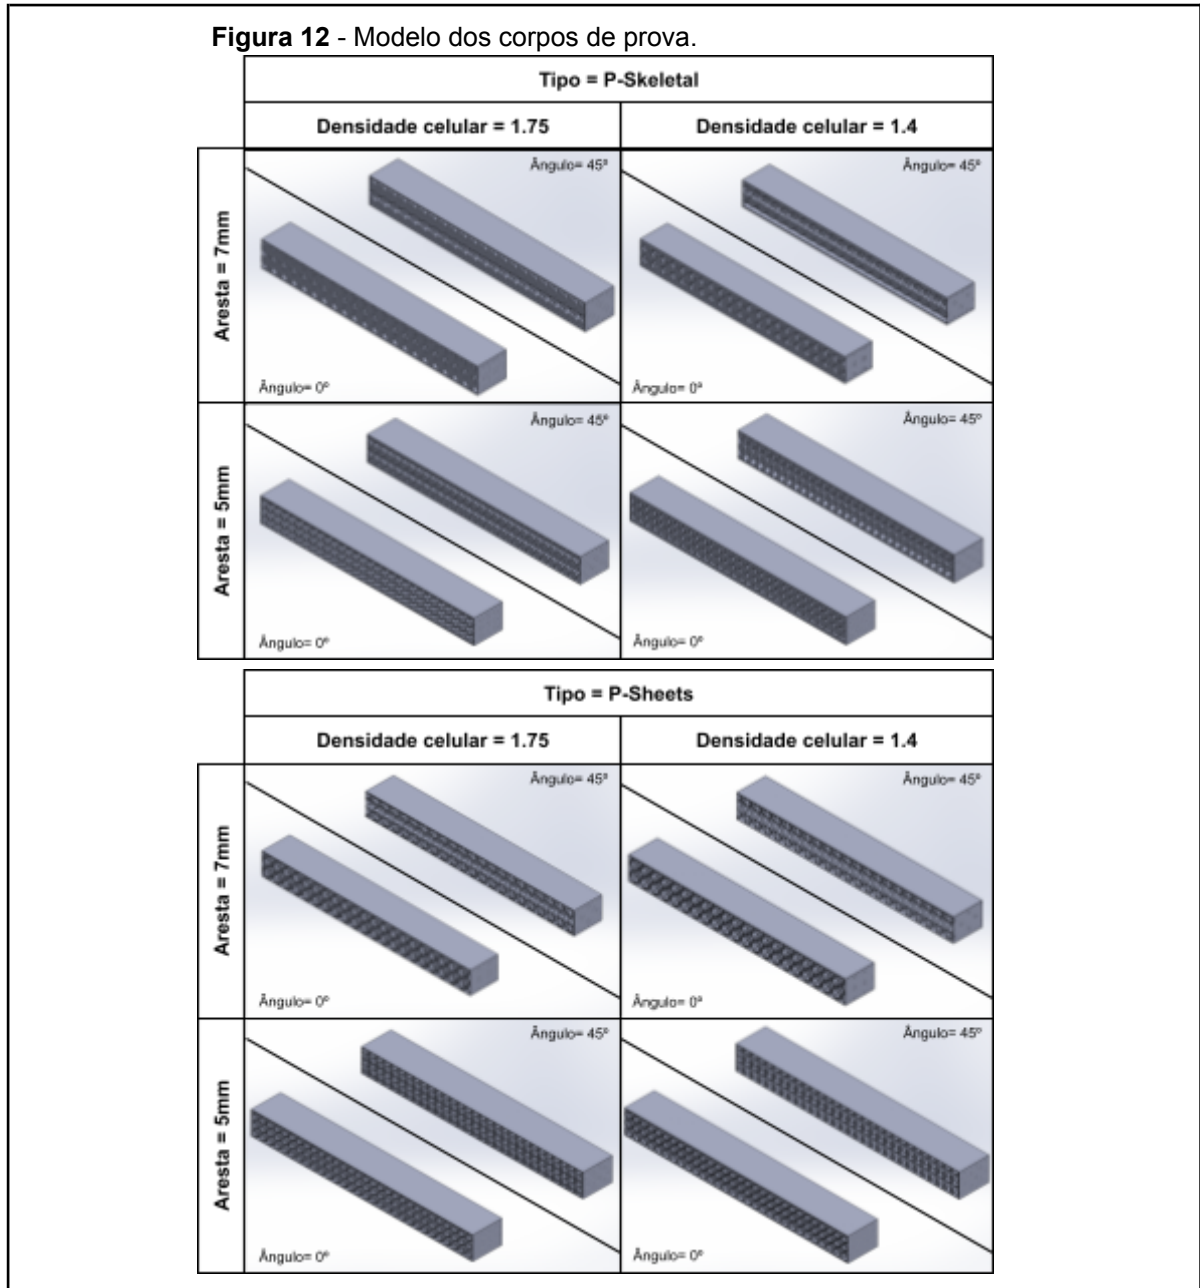 Figura 12 - Modelo dos corpos de prova.
Tipo = P-Skeletal
Densidade celular = 1.75
Densidade celular = 1.4
Aresta = 7mm
Ângulo= 45º
Ângulo= 0º
Ângulo= 45º
Ângulo= 0º
Aresta = 5mm
Ângulo= 45º
Ângulo= 0º
Ângulo= 45º
Ângulo= 0º
Tipo = P-Sheets
Densidade celular = 1.75
Densidade celular = 1.4
Aresta = 7mm
Ângulo= 45º
Ângulo= 0º
Ângulo= 45º
Ângulo= 0º
Aresta = 5mm
Ângulo= 45º
Ângulo= 0º
Ângulo= 45º
Ângulo= 0º